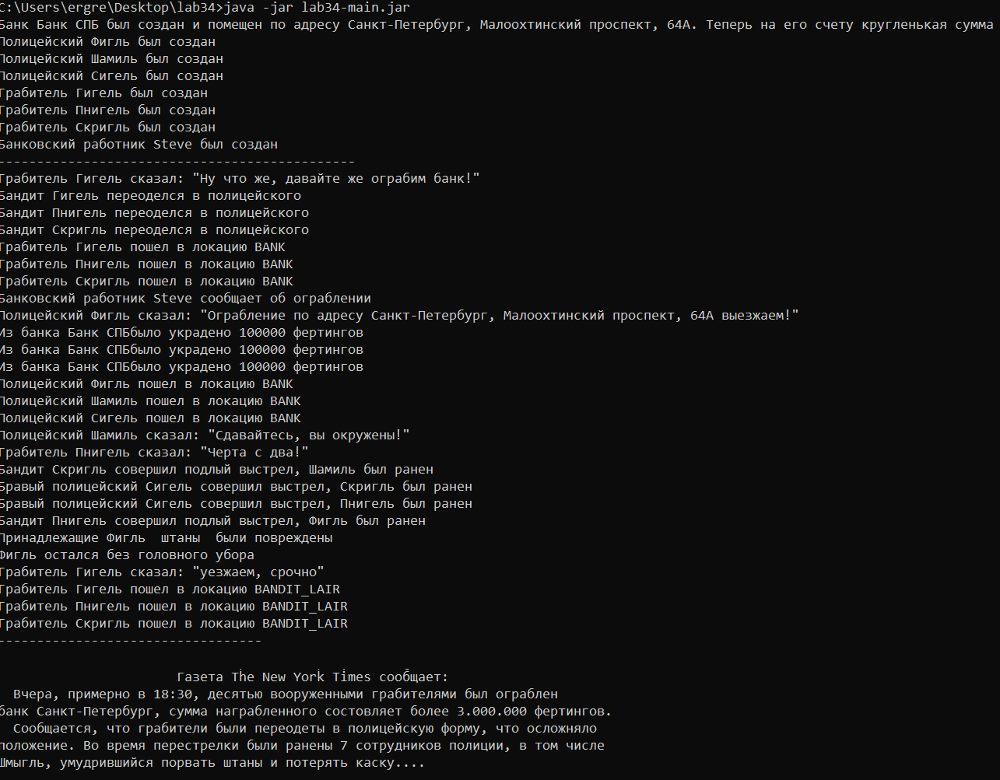 C:\Users\ergre\Desktop\lab34>java -jar lab34-main.jar
Банк Банк СПБ был создан и помещен по адресу Санкт-Петербург, Малоохтинский проспект, 64А. Теперь на его счету кругленькая сумма
Полицейский Фигль был создан
Полицейский Шамиль был создан
Полицейский Сигель был создан
Грабитель Гигель был создан
Грабитель Пнигель был создан
Грабитель Скригль был создан
Банковский работник Steve был создан
----------------------------------------------
Грабитель Гигель сказал: "Ну что же, давайте же ограбим банк!"
Бандит Гигель переоделся в полицейского
Бандит Пнигель переоделся в полицейского
Бандит Скригль переоделся в полицейского
Грабитель Гигель пошел в локацию BANK
Грабитель Пнигель пошел в локацию BANK
Грабитель Скригль пошел в локацию BANK
Банковский работник Steve сообщает об ограблении
Полицейский Фигль сказал: "Ограбление по адресу Санкт-Петербург, Малоохтинский проспект, 64А выезжаем!"
Из банка Банк СПБбыло украдено 100000 фертингов
Из банка Банк СПБбыло украдено 100000 фертингов
Из банка Банк СПБбыло украдено 100000 фертингов
Полицейский Фигль пошел в локацию BANK
Полицейский Шамиль пошел в локацию BANK
Полицейский Сигель пошел в локацию BANK
Полицейский Шамиль сказал: "Сдавайтесь, вы окружены!"
Грабитель Пнигель сказал: "Черта с два!"
Бандит Скригль совершил подлый выстрел, Шамиль был ранен
Бравый полицейский Сигель совершил выстрел, Скригль был ранен
Бравый полицейский Сигель совершил выстрел, Пнигель был ранен
Бандит Пнигель совершил подлый выстрел, Фигль был ранен
Принадлежащие Фигль  штаны  были повреждены
Фигль остался без головного убора
Грабитель Гигель сказал: "уезжаем, срочно"
Грабитель Гигель пошел в локацию BANDIT_LAIR
Грабитель Пнигель пошел в локацию BANDIT_LAIR
Грабитель Скригль пошел в локацию BANDIT_LAIR
----------------------------------
Газета The New York Times сообщает:
Вчера, примерно в 18:30, десятью вооруженными грабителями был ограблен
банк Санкт-Петербург, сумма награбленного состовляет более 3.000.000 фертингов.
Сообщается, что грабители были переодеты в полицейскую форму, что осложняло
положение. Во время перестрелки были ранены 7 сотрудников полиции, в том числе
Шмыгль, умудрившийся порвать штаны и потерять каску....